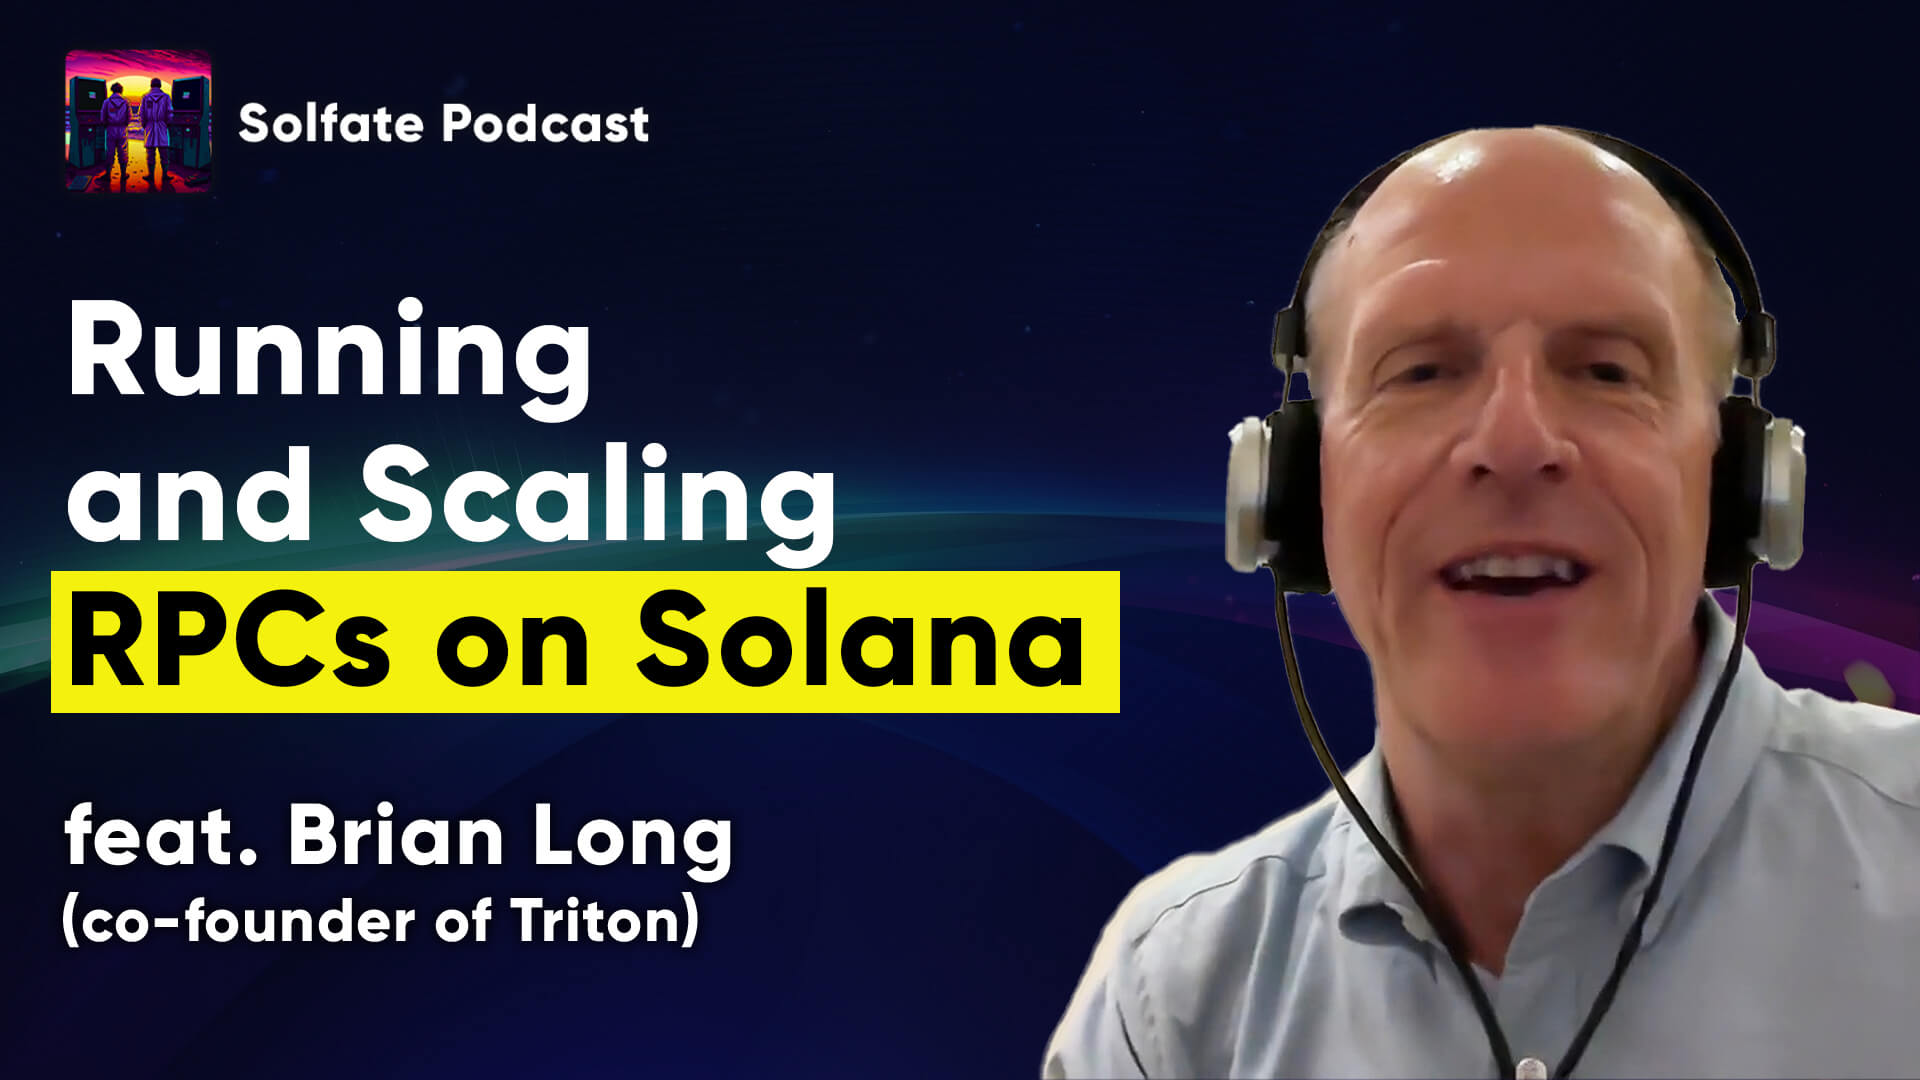 Solfate Podcast
Running
and Scaling
RPCs on Solana
feat. Brian Long
(co-founder of Triton)